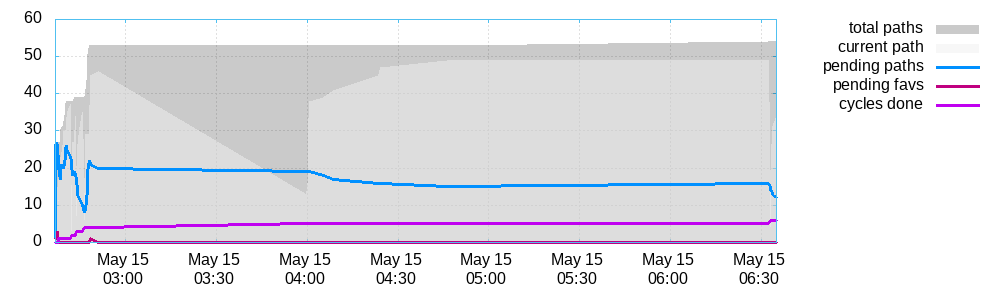 60
50
40
30
20
10
0
May 15 May 15 May 15 May 15 May 15 May 15 May 15 May 15
03:00 03:30 04:00 04:30 05:00 05:30 06:00 06:30
total paths
current path
pending paths
pending favs
cycles done